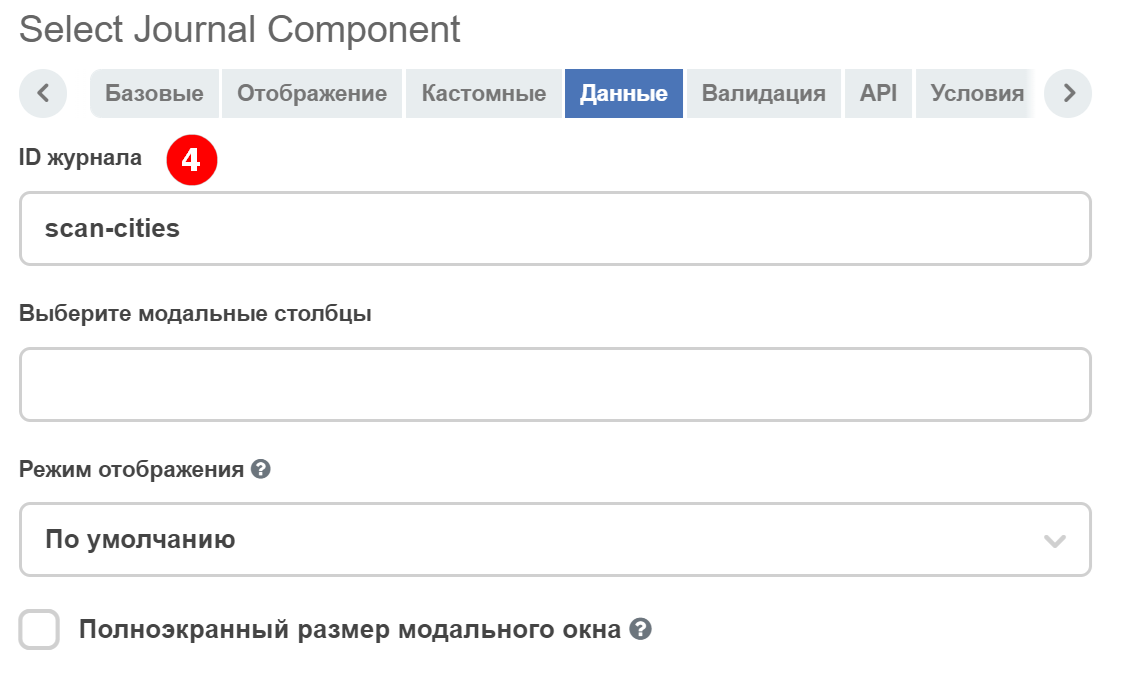 Select Journal Component
Базовые Отображение Кастомные Данные Валидация API Условия
ID журнала 4
scan-cities
Выберите модальные столбцы
Режим отображения ?
По умолчанию
Полноэкранный размер модального окна ?